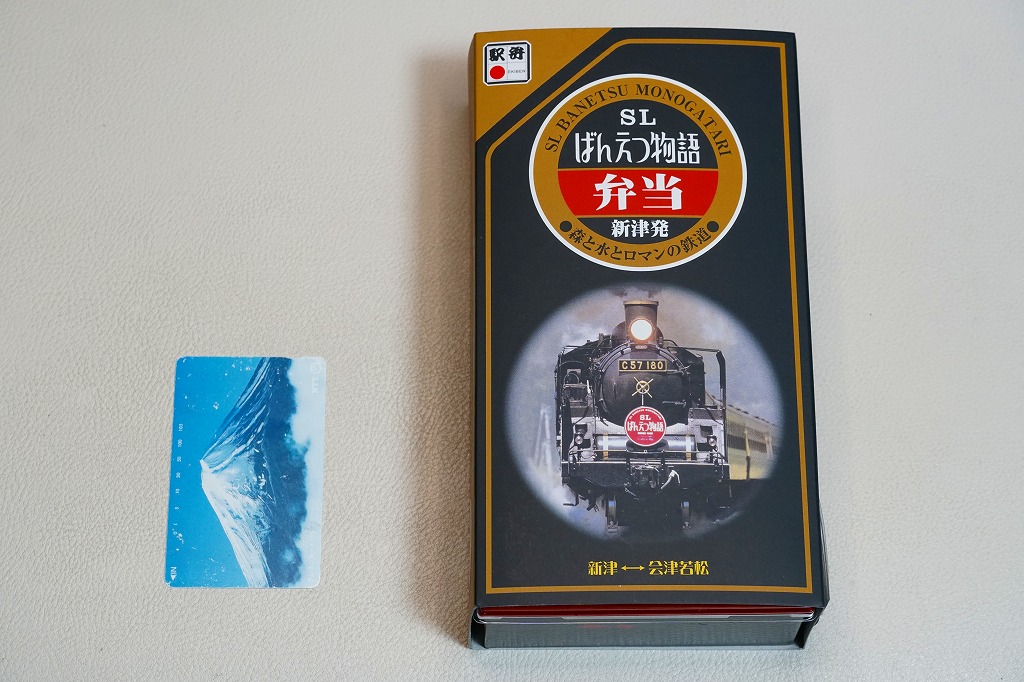 駅弁
EKIBEN
SL BANETSU MONOGATARI
SL
ばんえつ物語
弁当
新津発
●森と水とロマンの鉄道●
C57 180
SL
ばんえつ物語
新津⟷会津若松